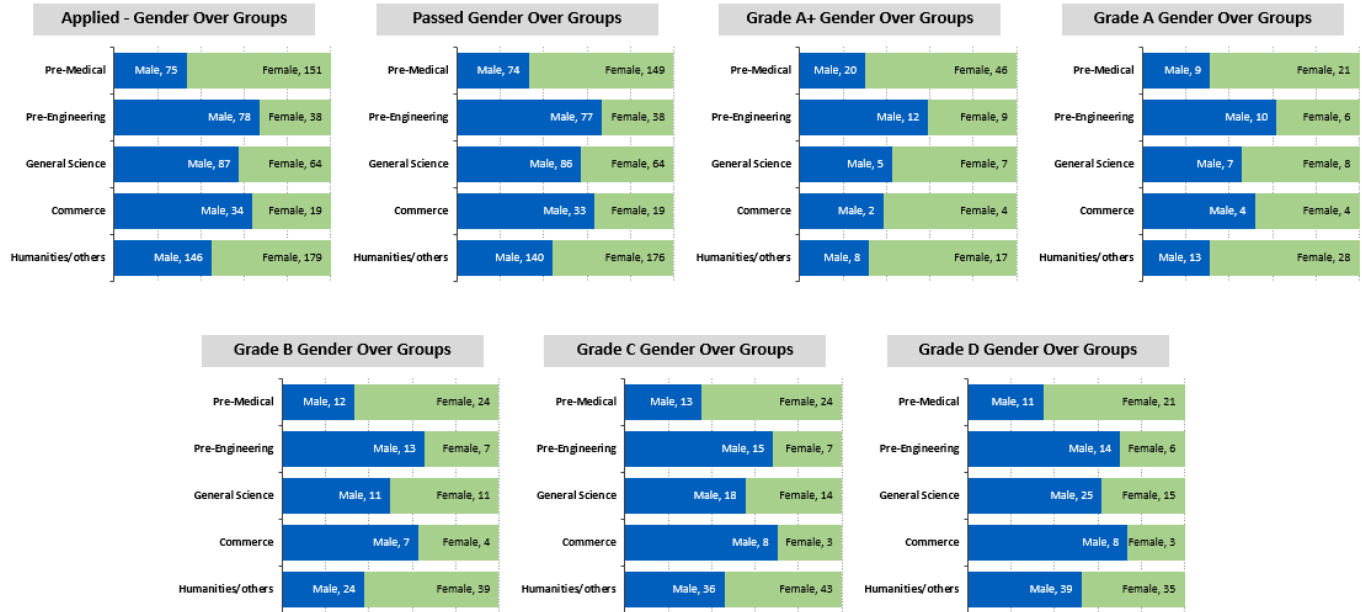 Applied - Gender Over Groups
Pre-Medical Male, 75 Female, 151
Pre-Engineering Male, 78 Female, 38
General Science Male, 87 Female, 64
Commerce Male, 34 Female, 19
Humanities/others Male, 146 Female, 179
Passed Gender Over Groups
Pre-Medical Male, 74 Female, 149
Pre-Engineering Male, 77 Female, 38
General Science Male, 86 Female, 64
Commerce Male, 33 Female, 19
Humanities/others Male, 140 Female, 176
Grade A+ Gender Over Groups
Pre-Medical Male, 20 Female, 46
Pre-Engineering Male, 12 Female, 9
General Science Male, 5 Female, 7
Commerce Male, 2 Female, 4
Humanities/others Male, 8 Female, 17
Grade A Gender Over Groups
Pre-Medical Male, 9 Female, 21
Pre-Engineering Male, 10 Female, 6
General Science Male, 7 Female, 8
Commerce Male, 4 Female, 4
Humanities/others Male, 13 Female, 28
Grade B Gender Over Groups
Pre-Medical Male, 12 Female, 24
Pre-Engineering Male, 13 Female, 7
General Science Male, 11 Female, 11
Commerce Male, 7 Female, 4
Humanities/others Male, 24 Female, 39
Grade C Gender Over Groups
Pre-Medical Male, 13 Female, 24
Pre-Engineering Male, 15 Female, 7
General Science Male, 18 Female, 14
Commerce Male, 8 Female, 3
Humanities/others Male, 36 Female, 43
Grade D Gender Over Groups
Pre-Medical Male, 11 Female, 21
Pre-Engineering Male, 14 Female, 6
General Science Male, 25 Female, 15
Commerce Male, 8 Female, 3
Humanities/others Male, 39 Female, 35